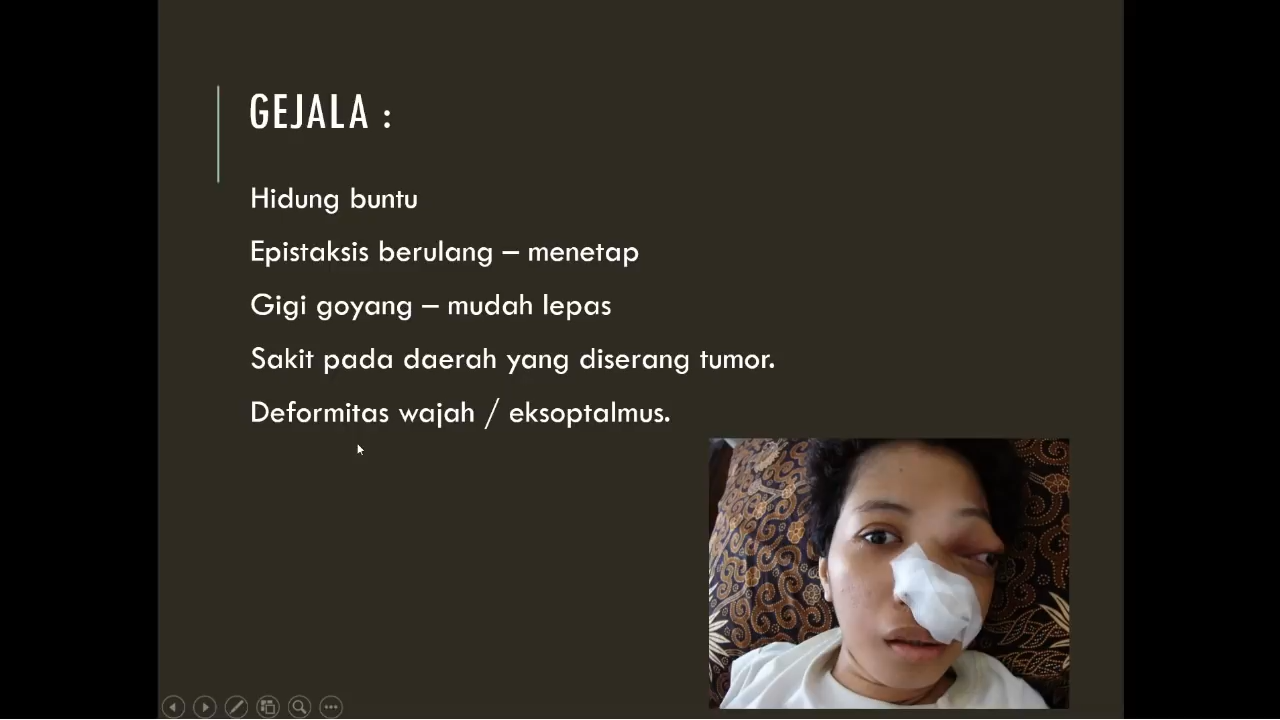 GEJALA :
Hidung buntu
Epistaksis berulang – menetap
Gigi goyang – mudah lepas
Sakit pada daerah yang diserang tumor.
Deformitas wajah / eksoptalmus.